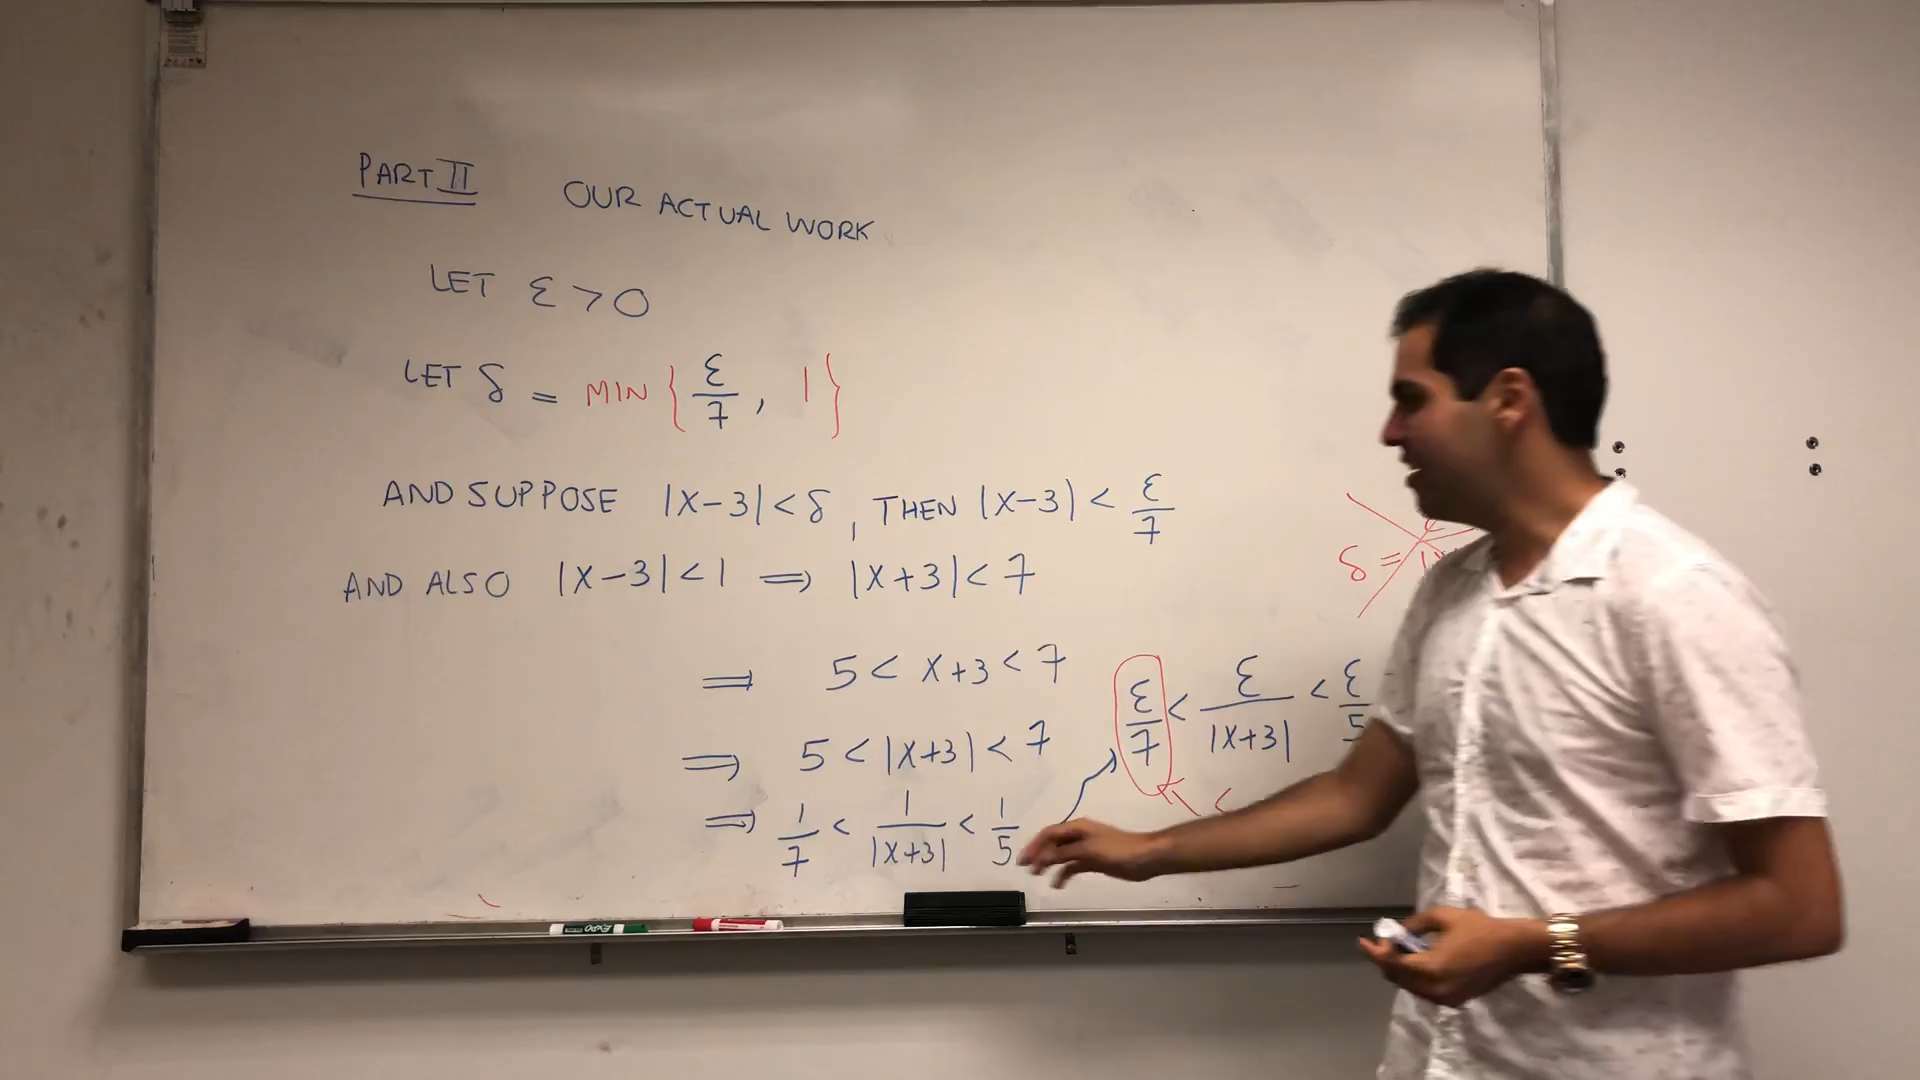 PART II OUR ACTUAL WORK
LET ε > 0
LET δ = MIN { ε/7 , 1 }
AND SUPPOSE |X-3| < δ , THEN |X-3| < ε/7
AND ALSO |X-3| < 1 ⟹ |X+3| < 7
δ =
⟹ 5 < X+3 < 7
⟹ 5 < |X+3| < 7
⟹ 1/7 < 1/|X+3| < 1/5
ε/7 < ε/|X+3| < ε/5
<
EXPO